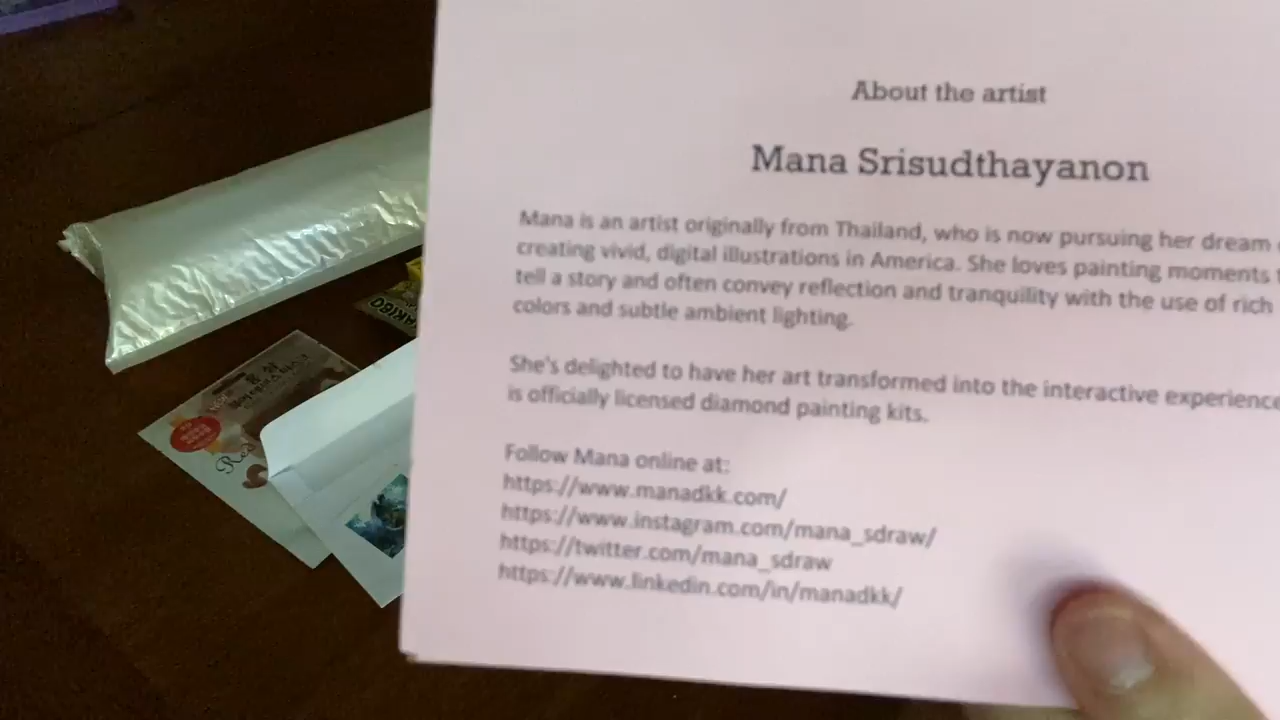 About the artist
Mana Srisudthayanon
Mana is an artist originally from Thailand, who is now pursuing her dream
creating vivid, digital illustrations in America. She loves painting moments
tell a story and often convey reflection and tranquility with the use of rich
colors and subtle ambient lighting.
She's delighted to have her art transformed into the interactive experience
is officially licensed diamond painting kits.
Follow Mana online at:
https://www.manadkk.com/
https://www.instagram.com/mana_sdraw/
https://twitter.com/mana_sdraw
https://www.linkedin.com/in/manadkk/
Red